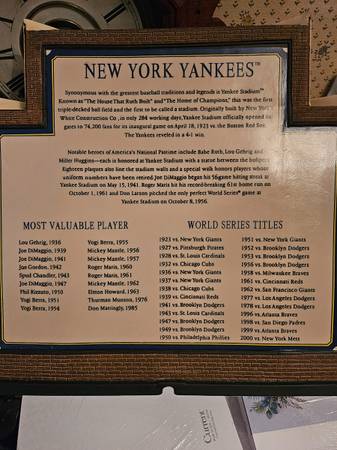 NEW YORK YANKEES™
Synonymous with the greatest baseball traditions and legends is Yankee Stadium™
Known as "The House That Ruth Built" and "The Home of Champions," this was the first
triple-decked ball field and the first to be called a stadium. Originally built by New York's
White Construction Co., in only 284 working days, Yankee Stadium officially opened its
gates to 74,200 fans for its inaugural game on April 18, 1923 vs. the Boston Red Sox.
The Yankees reveled in a 4-1 win.
Notable heroes of America's National Pastime include Babe Ruth, Lou Gehrig and
Miller Huggins—each is honored at Yankee Stadium with a statue between the bullpens
Eighteen plaques also line the stadium walls and a special walk honors players whose
uniform numbers have been retired Joe DiMaggio began his 56game hitting streak at
Yankee Stadium on May 15, 1941. Roger Maris hit his record-breaking 61st home run on
October 1, 1961 and Don Larson pitched the only perfect World Series® game at
Yankee Stadium on October 8, 1956.
MOST VALUABLE PLAYER
Lou Gehrig, 1936
Joe DiMaggio, 1939
Joe DiMaggio, 1941
Joe Gordon, 1942
Spud Chandler, 1943
Joe DiMaggio, 1947
Phil Rizzuto, 1950
Yogi Berra, 1951
Yogi Berra, 1954
Yogi Berra, 1955
Mickey Mantle, 1956
Mickey Mantle, 1957
Roger Maris, 1960
Roger Maris, 1961
Mickey Mantle, 1962
Elston Howard, 1963
Thurman Munson, 1976
Don Mattingly, 1985
WORLD SERIES TITLES
1923 vs. New York Giants
1927 vs. Pittsburgh Pirates
1928 vs. St. Louis Cardinals
1932 vs. Chicago Cubs
1936 vs. New York Giants
1937 vs. New York Giants
1938 vs. Chicago Cubs
1939 vs. Cincinnati Reds
1941 vs. Brooklyn Dodgers
1943 vs. St. Louis Cardinals
1947 vs. Brooklyn Dodgers
1949 vs. Brooklyn Dodgers
1950 vs. Philadelphia Phillies
1951 vs. New York Giants
1952 vs. Brooklyn Dodgers
1953 vs. Brooklyn Dodgers
1956 vs. Brooklyn Dodgers
1958 vs. Milwaukee Braves
1961 vs. Cincinnati Reds
1962 vs. San Francisco Giants
1977 vs. Los Angeles Dodgers
1978 vs. Los Angeles Dodgers
1996 vs. Atlanta Braves
1998 vs. San Diego Padres
1999 vs. Atlanta Braves
2000 vs. New York Mets
Current